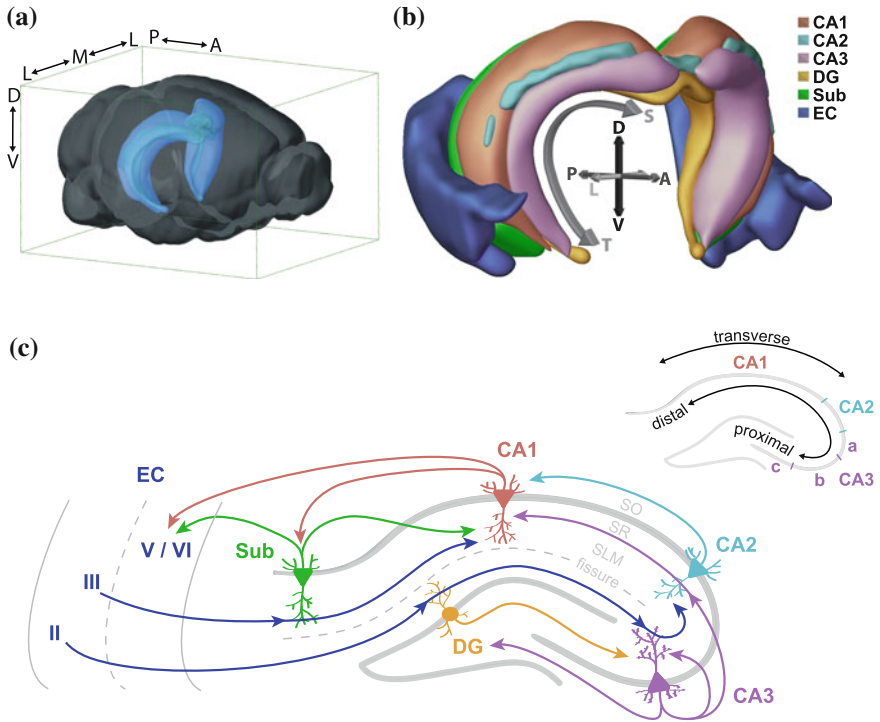 (a)
L M L P A
D
V
(b)
CA1
CA2
CA3
DG
Sub
EC
S
D
P
L
A
V
T
(c)
transverse
CA1
CA2
distal
proximal
a
c
b
CA3
EC
CA1
SO
V / VI
Sub
SR
CA2
SLM
fissure
III
II
DG
CA3